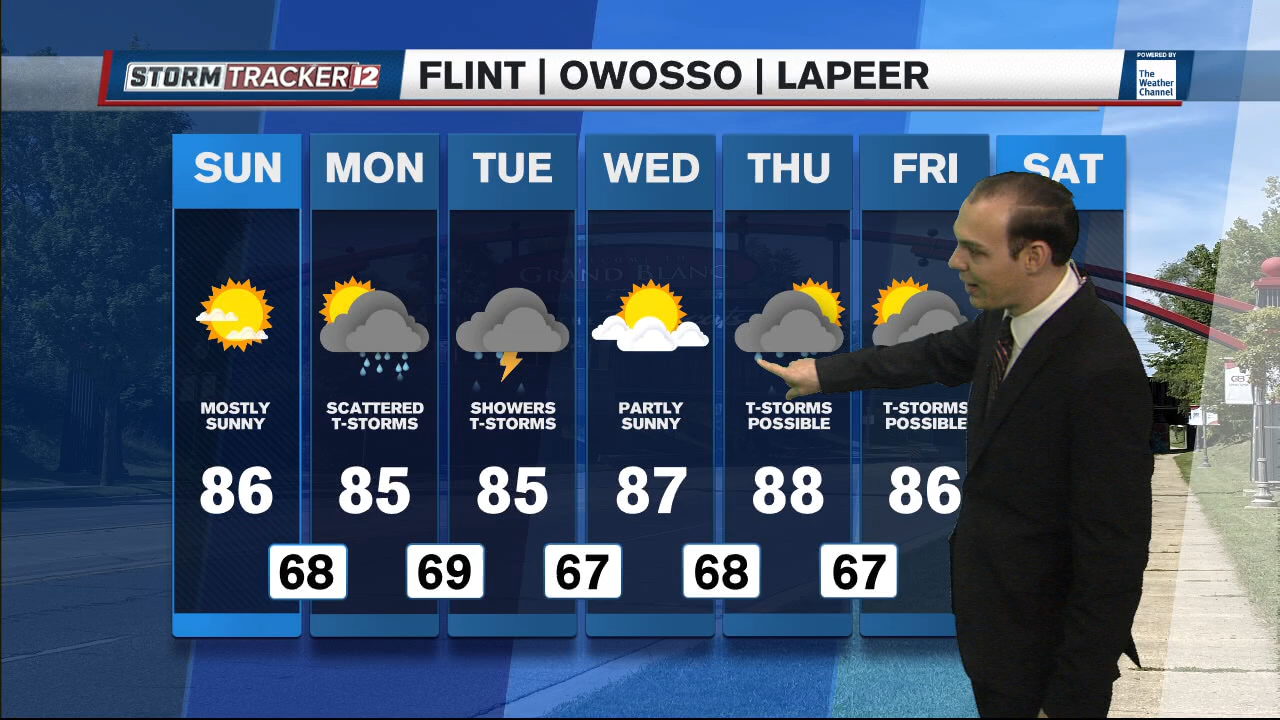 STORMTRACKER12
FLINT | OWOSSO | LAPEER
POWERED BY
The
Weather
Channel
SUN MON TUE WED THU FRI SAT
GRAND BLANC
MOSTLY
SUNNY
SCATTERED
T-STORMS
SHOWERS
T-STORMS
PARTLY
SUNNY
T-STORMS
POSSIBLE
T-STORMS
POSSIBLE
86 85 85 87 88 86
68 69 67 68 67